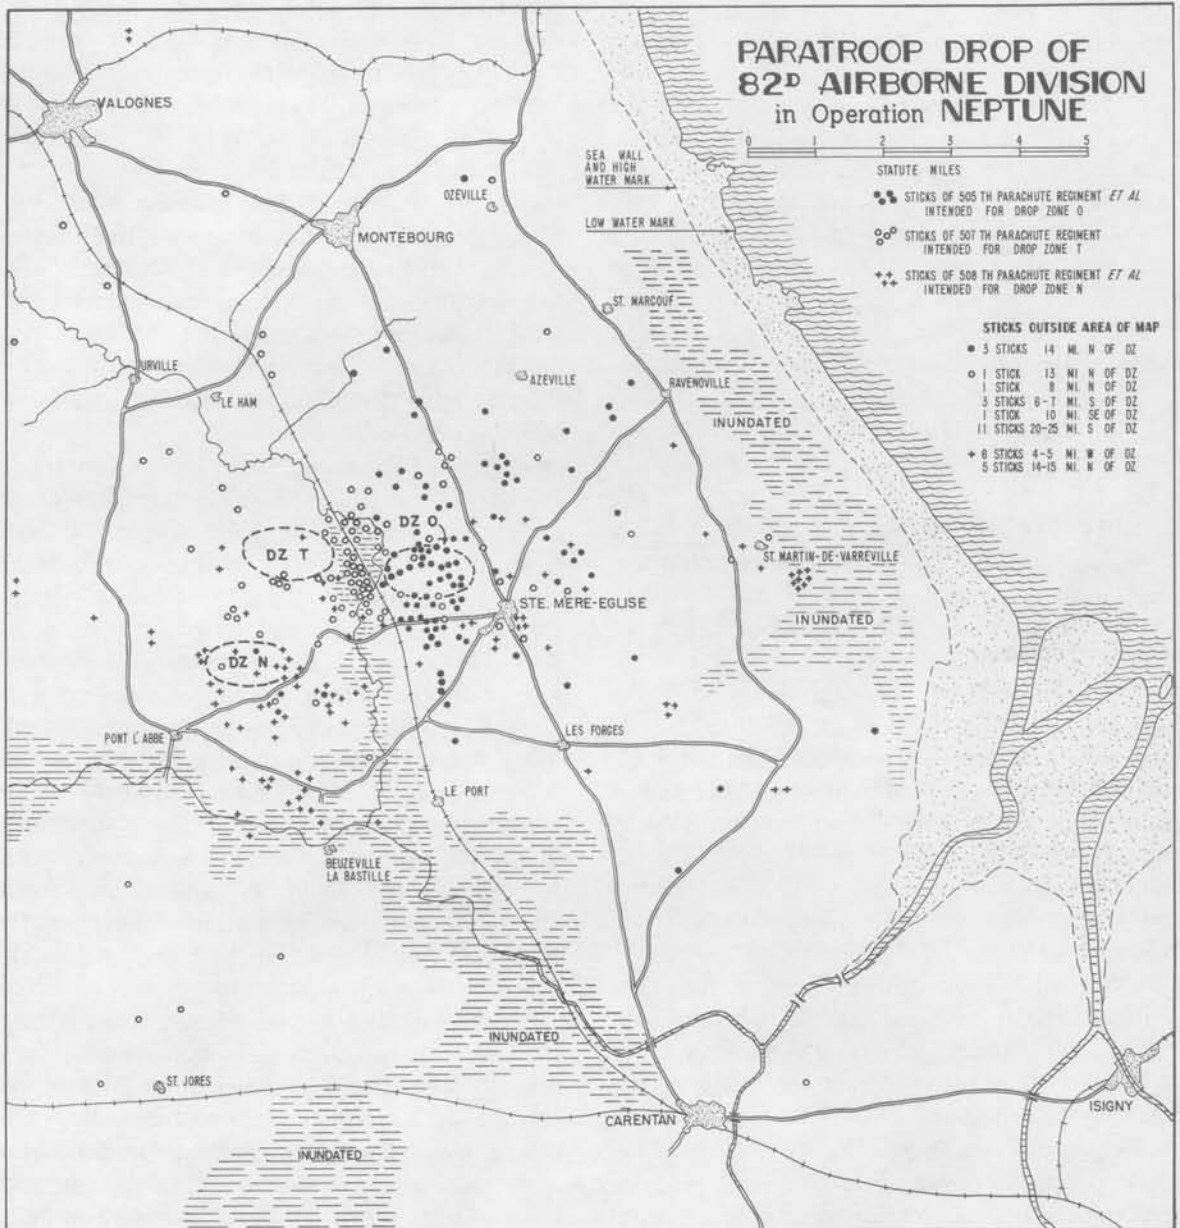 PARATROOP DROP OF
82D AIRBORNE DIVISION
in Operation NEPTUNE
0 1 2 3 4 5
STATUTE MILES
STICKS OF 505 TH PARACHUTE REGIMENT ET AL
INTENDED FOR DROP ZONE O
STICKS OF 507 TH PARACHUTE REGIMENT
INTENDED FOR DROP ZONE T
STICKS OF 508 TH PARACHUTE REGIMENT ET AL
INTENDED FOR DROP ZONE N
STICKS OUTSIDE AREA OF MAP
3 STICKS 14 MI. N OF DZ
1 STICK 13 MI. N OF DZ
1 STICK 8 MI. N OF DZ
3 STICKS 6-7 MI. S OF DZ
1 STICK 10 MI. SE OF DZ
11 STICKS 20-25 MI. S OF DZ
6 STICKS 4-5 MI. W OF DZ
5 STICKS 14-15 MI. N OF DZ
SEA WALL
AND HIGH
WATER MARK
LOW WATER MARK
VALOGNES
OZEVILLE
MONTEBOURG
ST. MARCOUF
URVILLE
LE HAM
AZEVILLE
RAVENOVILLE
INUNDATED
DZ O
DZ T
ST. MARTIN-DE-VARREVILLE
STE. MERE-EGLISE
INUNDATED
DZ N
PONT L'ABBE
LES FORGES
LE PORT
BEUZEVILLE
LA BASTILLE
INUNDATED
ST. JORES
CARENTAN
ISIGNY
INUNDATED